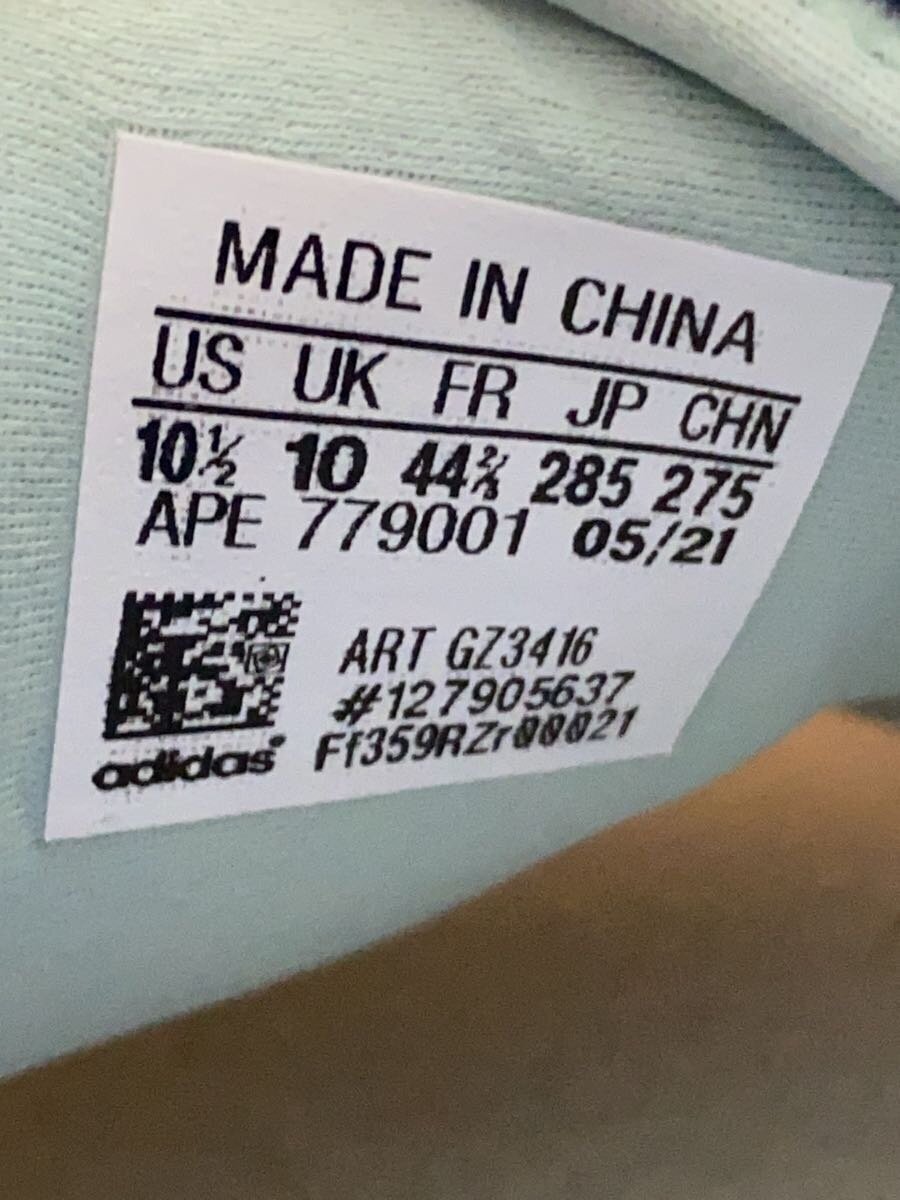 MADE IN CHINA
US UK FR JP CHN
10½ 10 44⅔ 285 275
APE 779001 05/21
ART GZ3416
#127905637
adidas Ff359RZr00021